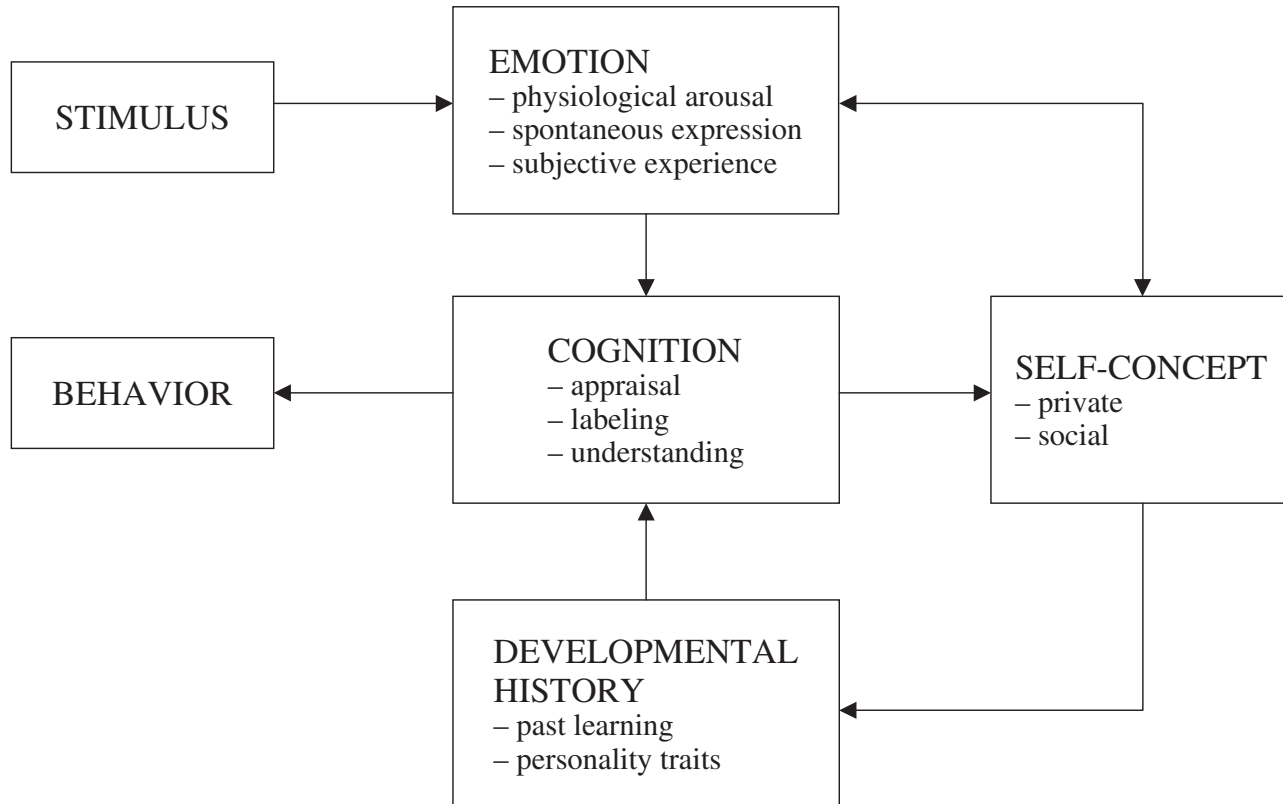 STIMULUS
EMOTION
– physiological arousal
– spontaneous expression
– subjective experience
BEHAVIOR
COGNITION
– appraisal
– labeling
– understanding
SELF-CONCEPT
– private
– social
DEVELOPMENTAL
HISTORY
– past learning
– personality traits